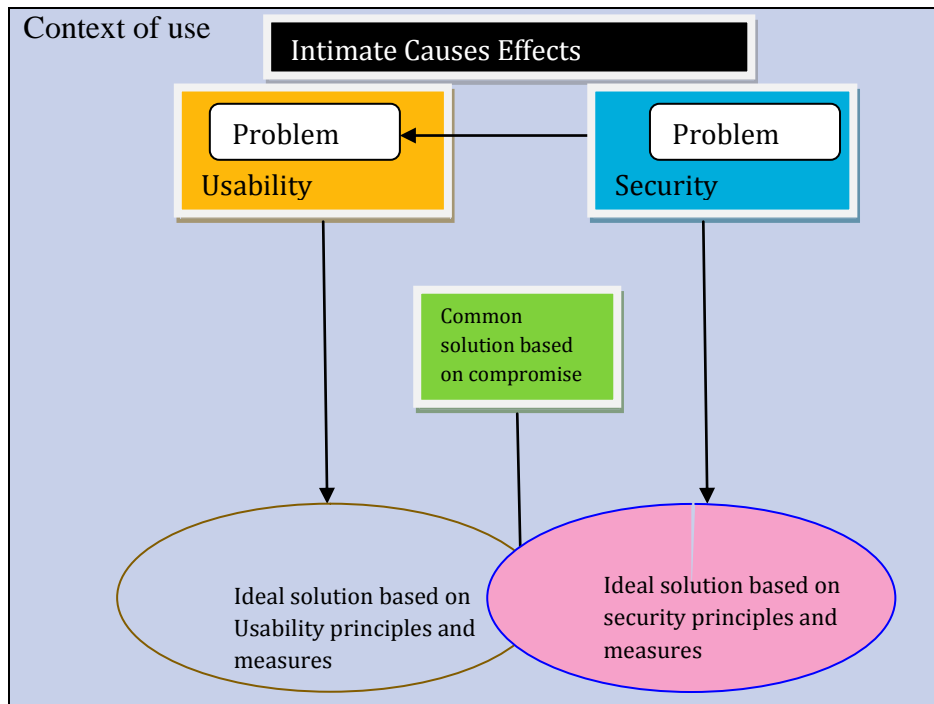 Context of use
Intimate Causes Effects
Problem
Usability
Problem
Security
Common
solution based
on compromise
Ideal solution based on
Usability principles and
measures
Ideal solution based on
security principles and
measures